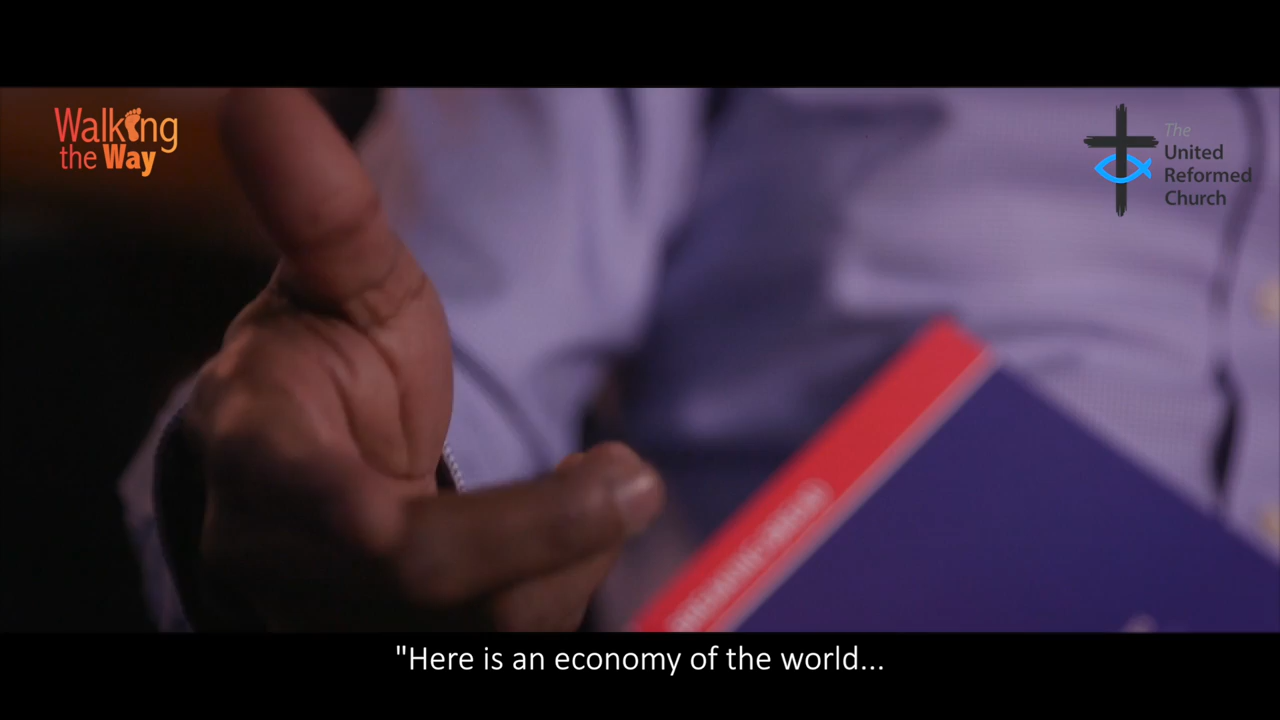 Walking
the Way
The
United
Reformed
Church
"Here is an economy of the world...